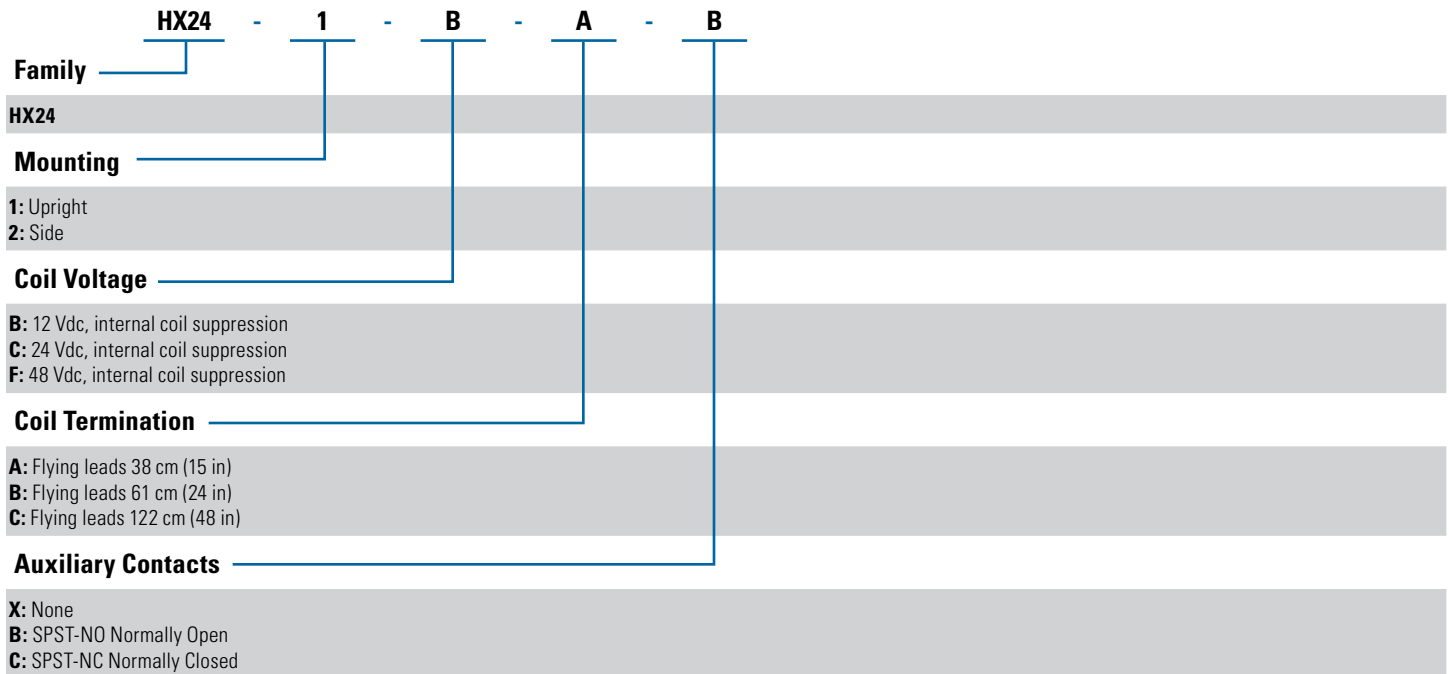 HX24 - 1 - B - A - B
Family
HX24
Mounting
1: Upright
2: Side
Coil Voltage
B: 12 Vdc, internal coil suppression
C: 24 Vdc, internal coil suppression
F: 48 Vdc, internal coil suppression
Coil Termination
A: Flying leads 38 cm (15 in)
B: Flying leads 61 cm (24 in)
C: Flying leads 122 cm (48 in)
Auxiliary Contacts
X: None
B: SPST-NO Normally Open
C: SPST-NC Normally Closed